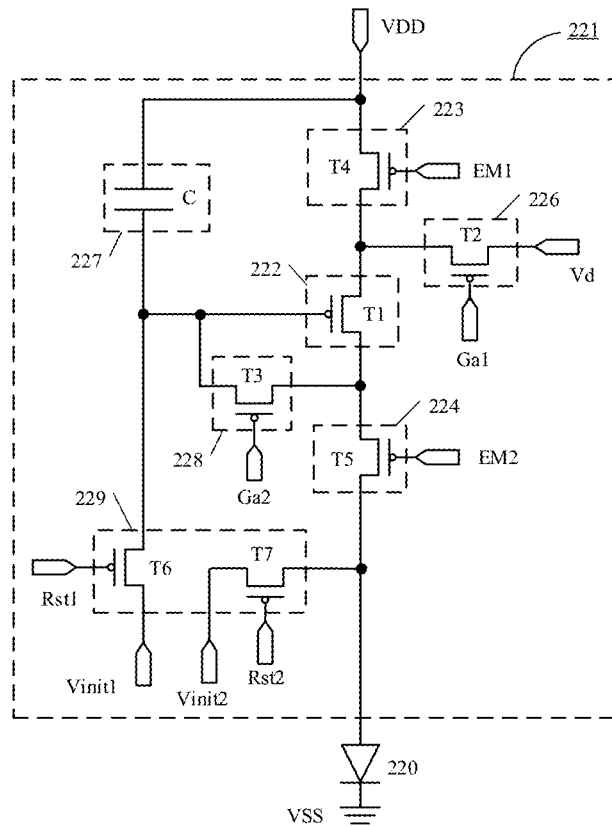 VDD
221
223
T4
EM1
C
227
T2
226
Vd
222
T1
Ga1
T3
224
228
T5
EM2
Ga2
229
T7
T6
Rst1
Rst2
Vinit1
Vinit2
220
VSS